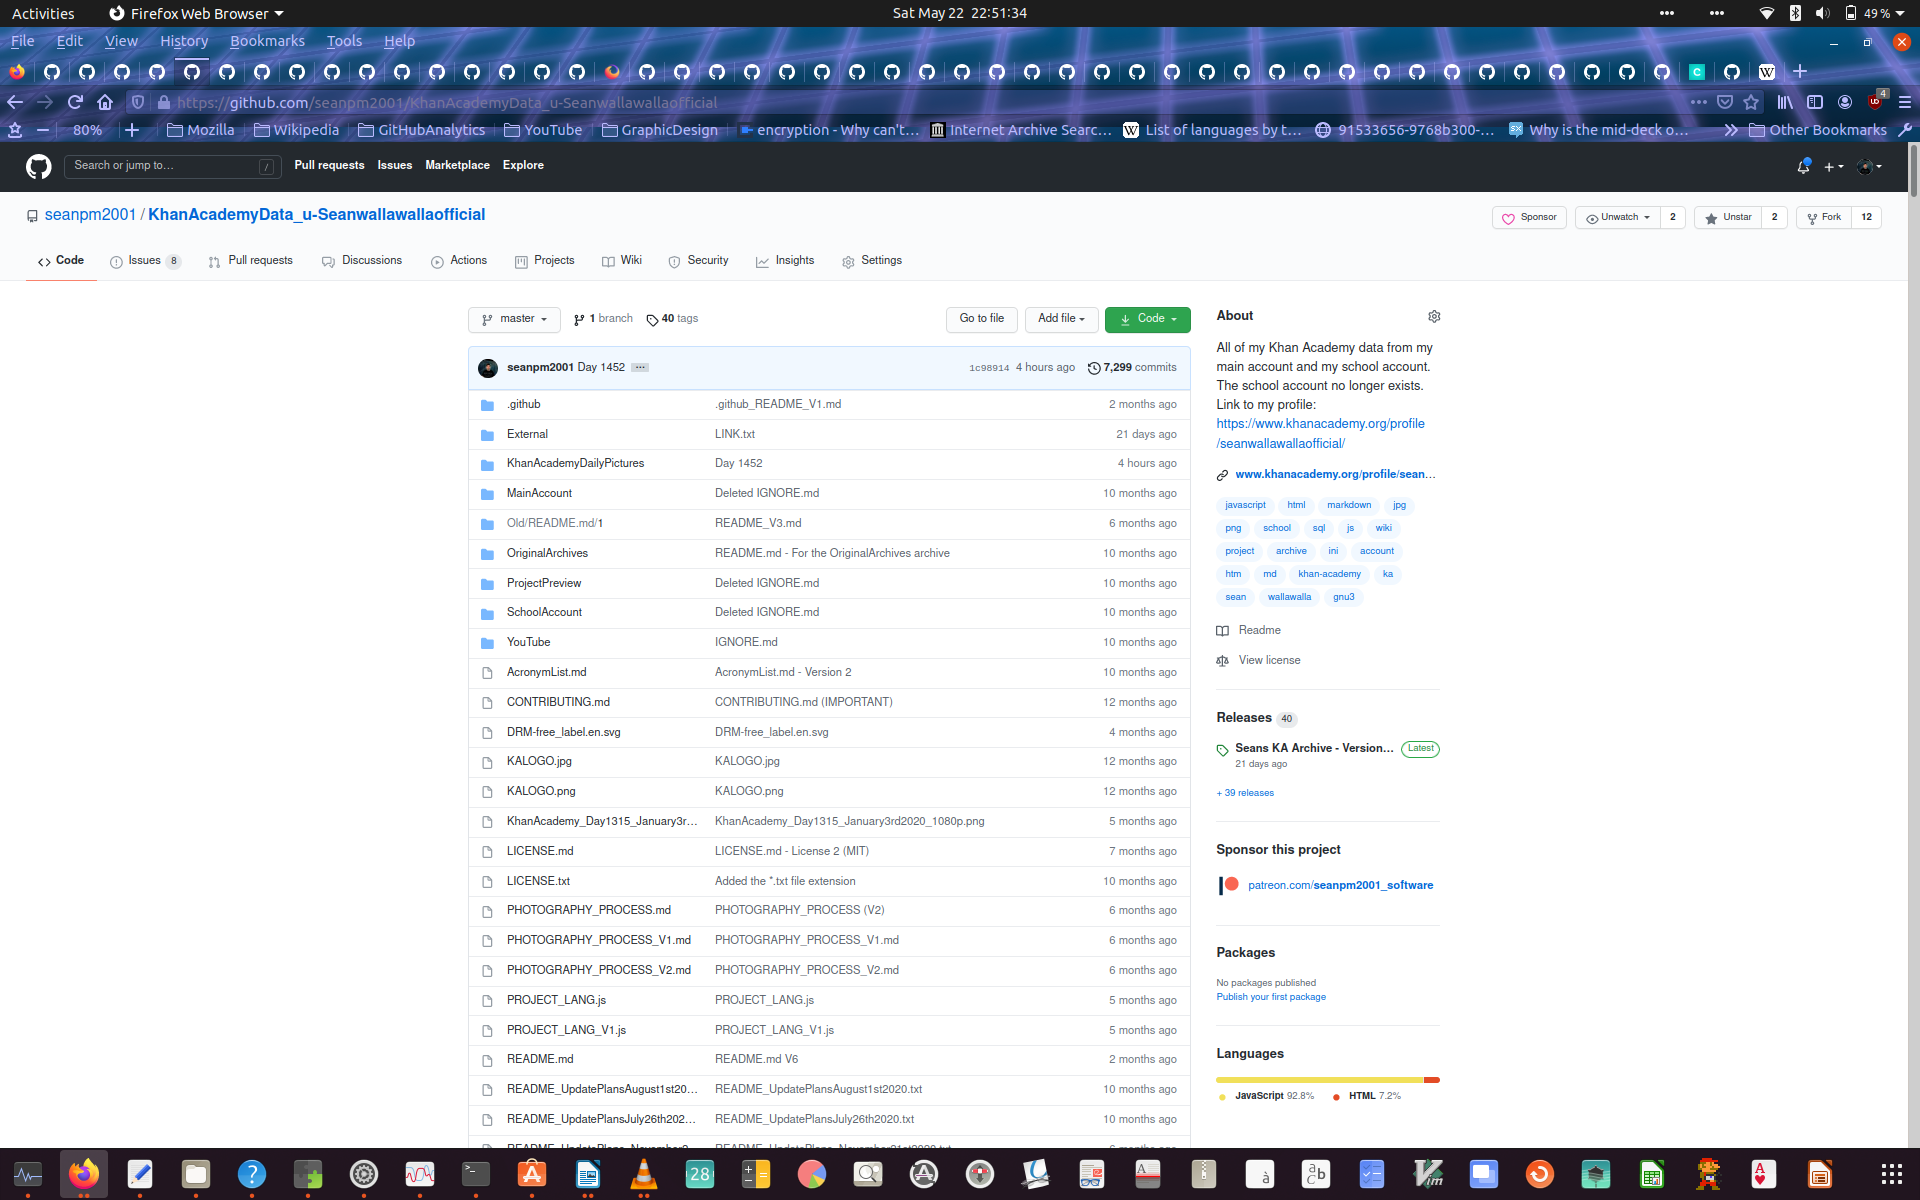 Activities Firefox Web Browser Sat May 22 22:51:34 49 %
File Edit View History Bookmarks Tools Help
https://github.com/seanpm2001/KhanAcademyData_u-Seanwallawallaofficial 4
80% Mozilla Wikipedia GitHubAnalytics YouTube GraphicDesign encryption - Why can't… Internet Archive Searc… List of languages by t… 91533656-9768b300-… Why is the mid-deck o… Other Bookmarks
Search or jump to… / Pull requests Issues Marketplace Explore
seanpm2001 / KhanAcademyData_u-Seanwallawallaofficial Sponsor Unwatch 2 Unstar 2 Fork 12
Code Issues 8 Pull requests Discussions Actions Projects Wiki Security Insights Settings
master 1 branch 40 tags Go to file Add file Code
seanpm2001 Day 1452 ... 1c98914 4 hours ago 7,299 commits
.github .github_README_V1.md 2 months ago
External LINK.txt 21 days ago
KhanAcademyDailyPictures Day 1452 4 hours ago
MainAccount Deleted IGNORE.md 10 months ago
Old/README.md/1 README_V3.md 6 months ago
OriginalArchives README.md - For the OriginalArchives archive 10 months ago
ProjectPreview Deleted IGNORE.md 10 months ago
SchoolAccount Deleted IGNORE.md 10 months ago
YouTube IGNORE.md 10 months ago
AcronymList.md AcronymList.md - Version 2 10 months ago
CONTRIBUTING.md CONTRIBUTING.md (IMPORTANT) 12 months ago
DRM-free_label.en.svg DRM-free_label.en.svg 4 months ago
KALOGO.jpg KALOGO.jpg 12 months ago
KALOGO.png KALOGO.png 12 months ago
KhanAcademy_Day1315_January3r… KhanAcademy_Day1315_January3rd2020_1080p.png 5 months ago
LICENSE.md LICENSE.md - License 2 (MIT) 7 months ago
LICENSE.txt Added the *.txt file extension 10 months ago
PHOTOGRAPHY_PROCESS.md PHOTOGRAPHY_PROCESS (V2) 6 months ago
PHOTOGRAPHY_PROCESS_V1.md PHOTOGRAPHY_PROCESS_V1.md 6 months ago
PHOTOGRAPHY_PROCESS_V2.md PHOTOGRAPHY_PROCESS_V2.md 6 months ago
PROJECT_LANG.js PROJECT_LANG.js 5 months ago
PROJECT_LANG_V1.js PROJECT_LANG_V1.js 5 months ago
README.md README.md V6 2 months ago
README_UpdatePlansAugust1st20… README_UpdatePlansAugust1st2020.txt 10 months ago
README_UpdatePlansJuly26th202… README_UpdatePlansJuly26th2020.txt 10 months ago
About
All of my Khan Academy data from my
main account and my school account.
The school account no longer exists.
Link to my profile:
https://www.khanacademy.org/profile
/seanwallawallaofficial/
www.khanacademy.org/profile/sean…
javascript html markdown jpg
png school sql js wiki
project archive ini account
htm md khan-academy ka
sean wallawalla gnu3
Readme
View license
Releases 40
Seans KA Archive - Version… Latest
21 days ago
+ 39 releases
Sponsor this project
patreon.com/seanpm2001_software
Packages
No packages published
Publish your first package
Languages
JavaScript 92.8% HTML 7.2%
28